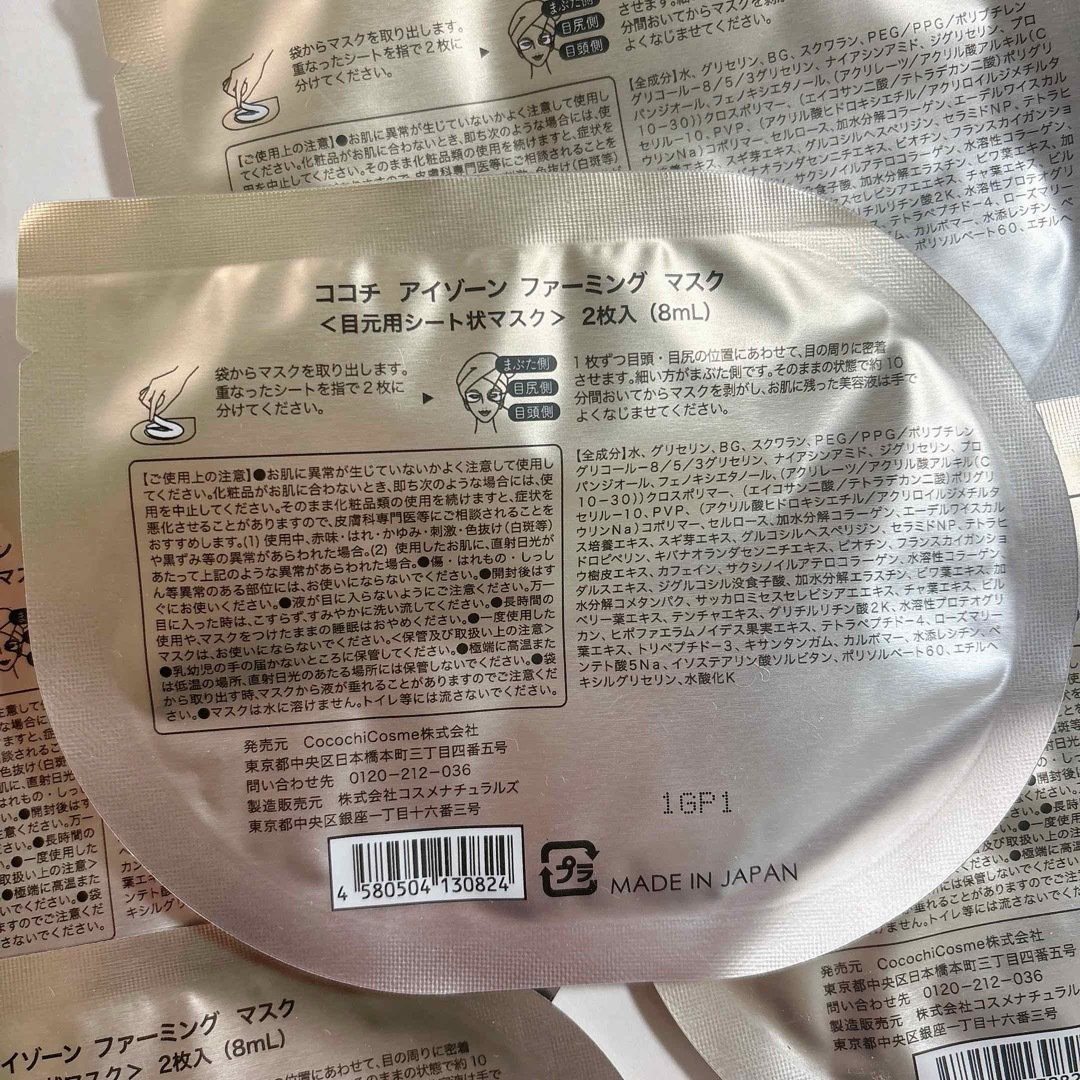 ココチ アイゾーン ファーミング マスク
＜目元用シート状マスク＞ 2枚入（8mL）
袋からマスクを取り出します。
重なったシートを指で2枚に
分けてください。
まぶた側
目尻側
目頭側
1枚ずつ目頭・目尻の位置にあわせて、目の周りに密着
させます。細い方がまぶた側です。そのままの状態で約10
分間おいてからマスクを剥がし、お肌に残った美容液は手で
よくなじませてください。
【ご使用上の注意】●お肌に異常が生じていないかよく注意して使用し
てください。化粧品がお肌に合わないとき、即ち次のような場合には、使
用を中止してください。そのまま化粧品類の使用を続けますと、症状を
悪化させることがありますので、皮膚科専門医等にご相談されることを
おすすめします。(1) 使用中、赤味・はれ・かゆみ・刺激・色抜け（白斑等）
や黒ずみ等の異常があらわれた場合。(2) 使用したお肌に、直射日光が
あたって上記のような異常があらわれた場合。●傷・はれもの・しっし
ん等異常のある部位には、お使いにならないでください。●開封後はす
ぐにお使いください。●液が目に入らないようにご注意ください。万一
目に入った時は、こすらず、すみやかに洗い流してください。●長時間の
使用や、マスクをつけたままの睡眠はおやめください。●一度使用した
マスクは、お使いにならないでください。＜保管及び取扱い上の注意＞
●乳幼児の手の届かないところに保管してください。●極端に高温また
は低温の場所、直射日光のあたる場所には保管しないでください。●袋
から取り出す時、マスクから液が垂れることがありますのでご注意くだ
さい。●マスクは水に溶けません。トイレ等には流さないでください。
【全成分】水、グリセリン、BG、スクワラン、PEG/PPG/ポリブチレン
グリコール-8/5/3グリセリン、ナイアシンアミド、ジグリセリン、プロ
パンジオール、フェノキシエタノール、(アクリレーツ/アクリル酸アルキル(C
10-30))クロスポリマー、(エイコサン二酸/テトラデカン二酸)ポリグリ
セリル-10、PVP、(アクリル酸ヒドロキシエチル/アクリロイルジメチルタ
ウリンNa)コポリマー、セルロース、加水分解コラーゲン、エーデルワイスカル
ス培養エキス、スギ芽エキス、グルコシルヘスペリジン、セラミドNP、テトラヒ
ドロピペリン、キバナオランダセンニチエキス、ビオチン、フランスカイガンショ
ウ樹皮エキス、カフェイン、サクシノイルアテロコラーゲン、水溶性コラーゲン、
加水分解コメタンパク、サッカロミセスセレビシアエエキス、チャ葉エキス、ビル
ベリー葉エキス、テンチャエキス、グリチルリチン酸2K、水溶性プロテオグリ
カン、ヒポファエラムノイデス果実エキス、テトラペプチド-4、ローズマリー
葉エキス、トリペプチド-3、キサンタンガム、カルボマー、水添レシチン、ペ
ンテト酸5Na、イソステアリン酸ソルビタン、ポリソルベート60、エチルヘ
キシルグリセリン、水酸化K
発売元 CocochiCosme株式会社
東京都中央区日本橋本町三丁目四番五号
問い合わせ先 0120-212-036
製造販売元 株式会社コスメナチュラルズ
東京都中央区銀座一丁目十六番三号
1GP1
4 580504 130824
プラ
MADE IN JAPAN